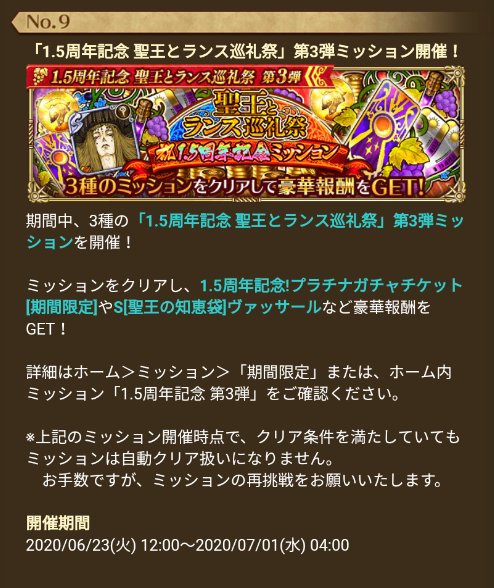 No.9
「1.5周年記念 聖王とランス巡礼祭」第3弾ミッション開催！
1.5周年記念 聖王とランス巡礼祭 第3弾
聖王と
ランス巡礼祭
祝1.5周年記念ミッション
3種のミッションをクリアして豪華報酬をGET!
期間中、3種の「1.5周年記念 聖王とランス巡礼祭」第3弾ミッ
ションを開催！
ミッションをクリアし、1.5周年記念!プラチナガチャチケット
[期間限定]やS[聖王の知恵袋]ヴァッサールなど豪華報酬を
GET！
詳細はホーム＞ミッション＞「期間限定」または、ホーム内
ミッション「1.5周年記念 第3弾」をご確認ください。
※上記のミッション開催時点で、クリア条件を満たしていても
ミッションは自動クリア扱いになりません。
お手数ですが、ミッションの再挑戦をお願いいたします。
開催期間
2020/06/23(火) 12:00〜2020/07/01(水) 04:00